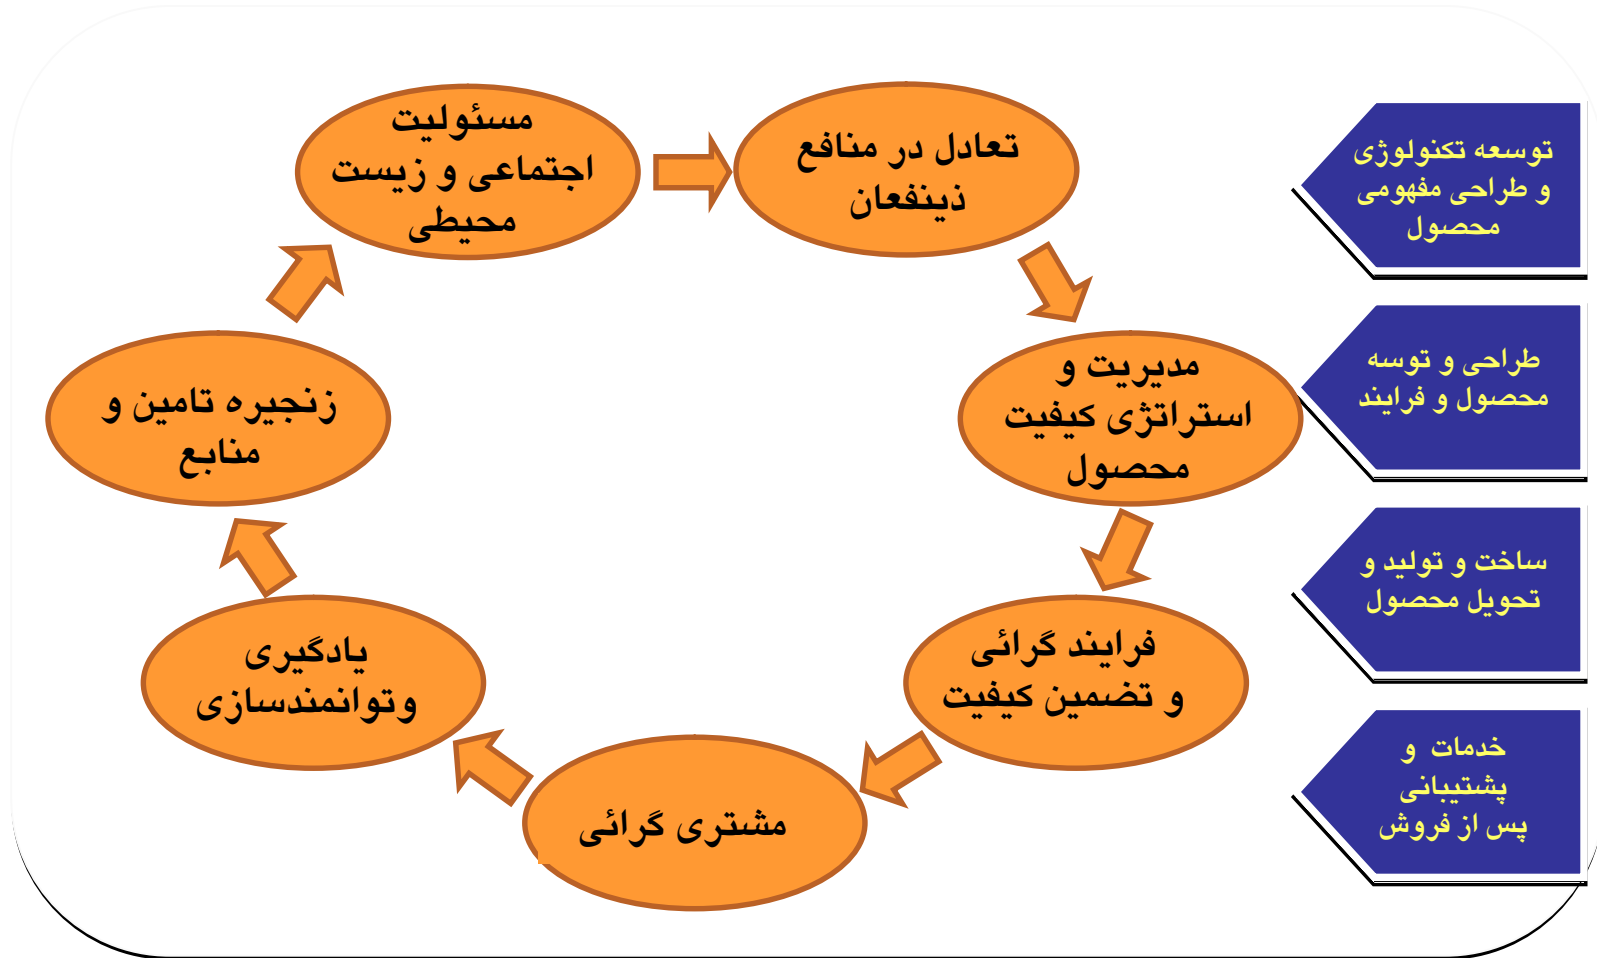 مسئولیت
اجتماعی و زیست
محیطی
تعادل در منافع
ذینفعان
مدیریت و
استراتژی کیفیت
محصول
فرایند گرائی
و تضمین کیفیت
مشتری گرائی
یادگیری
وتوانمندسازی
زنجیره تامین و
منابع
توسعه تکنولوژی
و طراحی مفهومی
محصول
طراحی و توسه
محصول و فرایند
ساخت و تولید و
تحویل محصول
خدمات و
پشتیبانی
پس از فروش